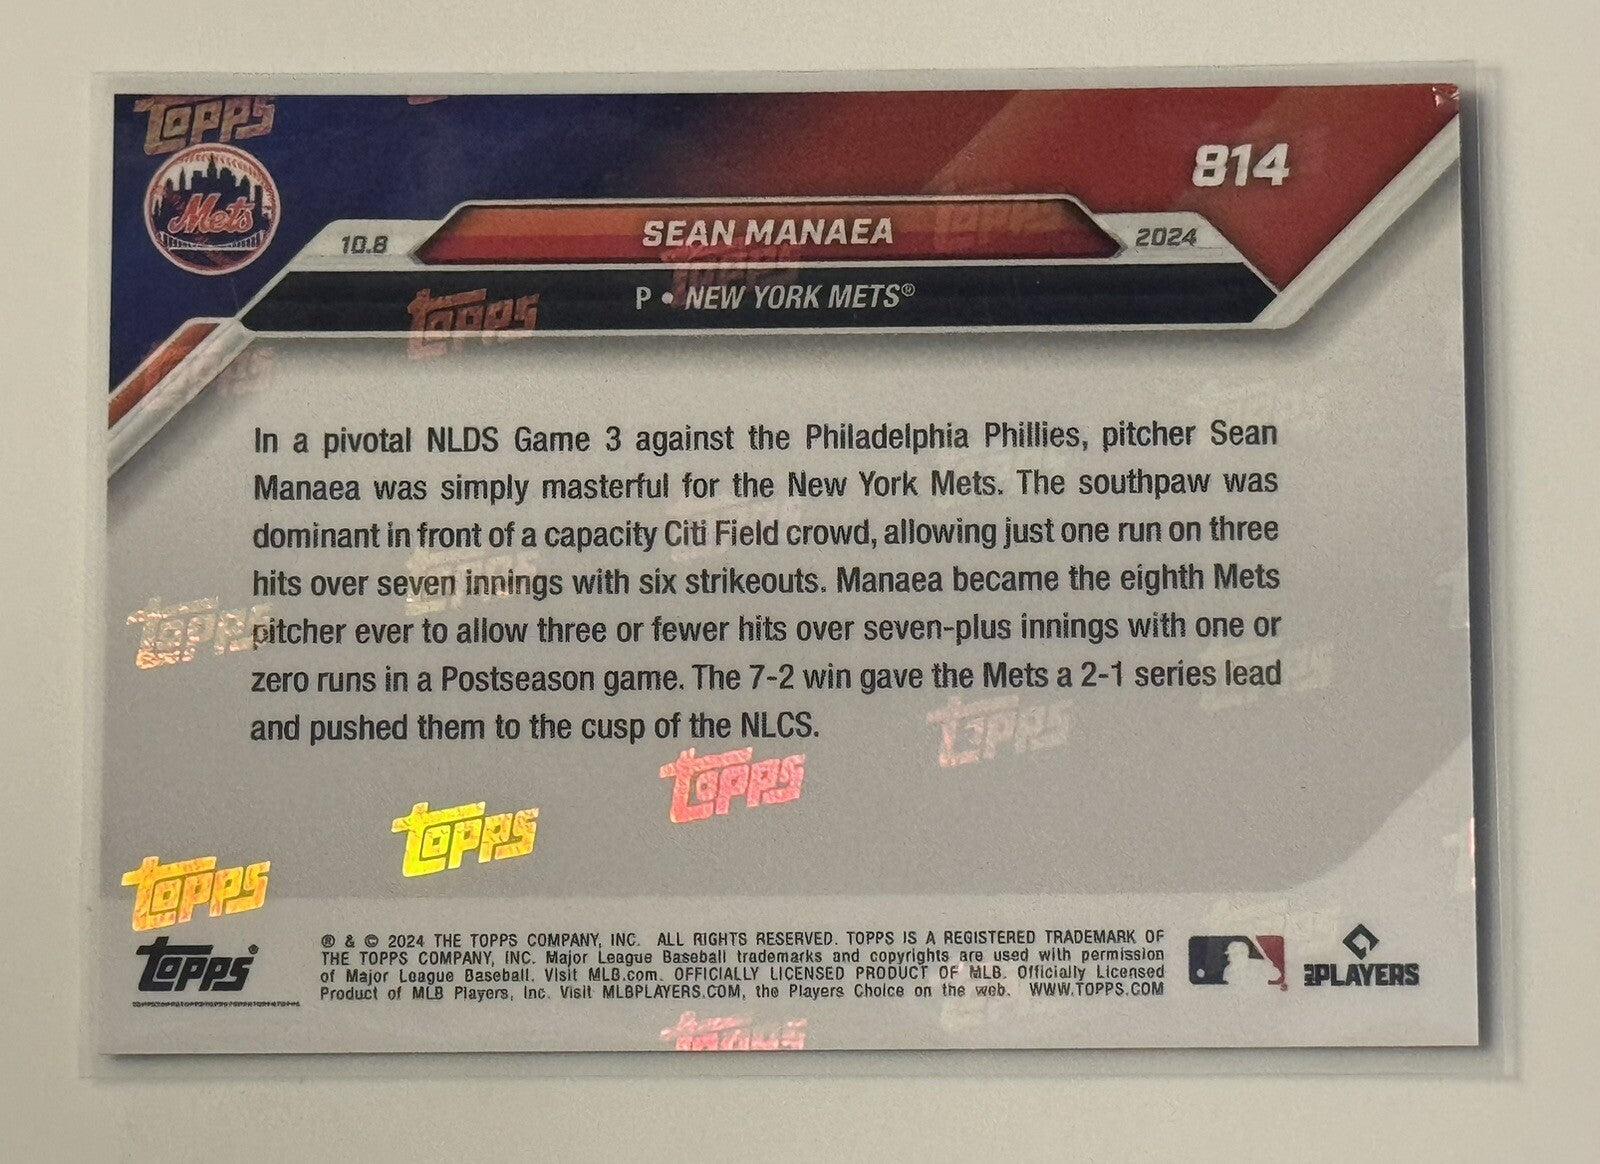 TOPPS
Mets
814
10.8
SEAN MANAEA
2024
P • NEW YORK METS®
In a pivotal NLDS Game 3 against the Philadelphia Phillies, pitcher Sean
Manaea was simply masterful for the New York Mets. The southpaw was
dominant in front of a capacity Citi Field crowd, allowing just one run on three
hits over seven innings with six strikeouts. Manaea became the eighth Mets
pitcher ever to allow three or fewer hits over seven-plus innings with one or
zero runs in a Postseason game. The 7-2 win gave the Mets a 2-1 series lead
and pushed them to the cusp of the NLCS.
TOPPS
TOPPS
TOPPS
TOPPS
TOPPS
TOPPS®
® & © 2024 THE TOPPS COMPANY, INC. ALL RIGHTS RESERVED. TOPPS IS A REGISTERED TRADEMARK OF
THE TOPPS COMPANY, INC. Major League Baseball trademarks and copyrights are used with permission
of Major League Baseball. Visit MLB.com. OFFICIALLY LICENSED PRODUCT OF MLB. Officially Licensed
Product of MLB Players, Inc. Visit MLBPLAYERS.COM, the Players Choice on the web. WWW.TOPPS.COM
PLAYERS